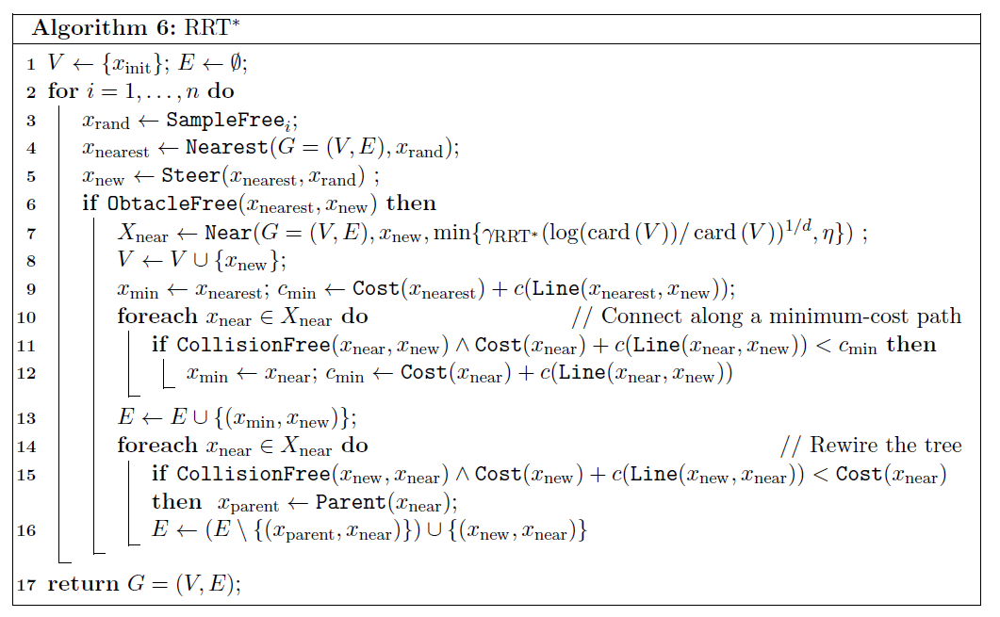 Algorithm 6: RRT*
1 V ← {x_init}; E ← ∅;
2 for i = 1, . . . , n do
3 x_rand ← SampleFree_i;
4 x_nearest ← Nearest(G = (V, E), x_rand);
5 x_new ← Steer(x_nearest, x_rand) ;
6 if ObtacleFree(x_nearest, x_new) then
7 X_near ← Near(G = (V, E), x_new, min{γ_RRT*(log(card (V))/ card (V))^{1/d}, η}) ;
8 V ← V ∪ {x_new};
9 x_min ← x_nearest; c_min ← Cost(x_nearest) + c(Line(x_nearest, x_new));
10 foreach x_near ∈ X_near do // Connect along a minimum-cost path
11 if CollisionFree(x_near, x_new) ∧ Cost(x_near) + c(Line(x_near, x_new)) < c_min then
12 x_min ← x_near; c_min ← Cost(x_near) + c(Line(x_near, x_new))
13 E ← E ∪ {(x_min, x_new)};
14 foreach x_near ∈ X_near do // Rewire the tree
15 if CollisionFree(x_new, x_near) ∧ Cost(x_new) + c(Line(x_new, x_near)) < Cost(x_near)
then x_parent ← Parent(x_near);
16 E ← (E \ {(x_parent, x_near)}) ∪ {(x_new, x_near)}
17 return G = (V, E);